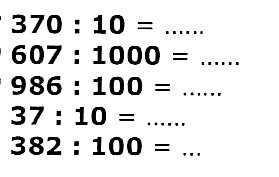 370 : 10 = ......
607 : 1000 = ......
986 : 100 = ......
37 : 10 = ......
382 : 100 = ...